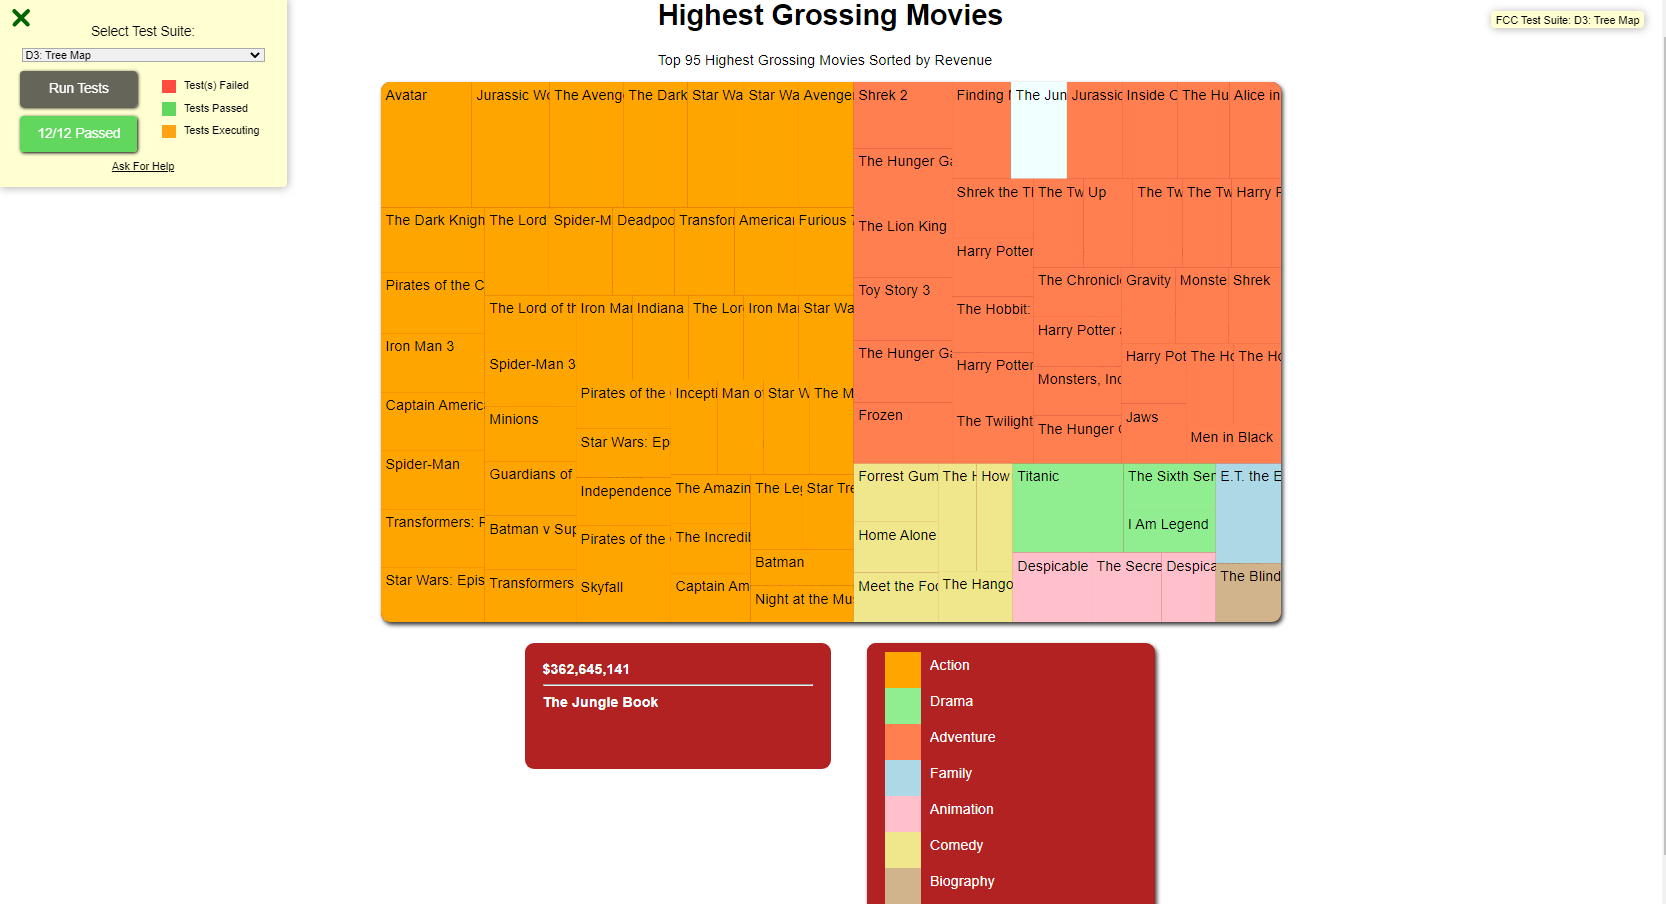 Select Test Suite:
D3: Tree Map
Run Tests
12/12 Passed
Test(s) Failed
Tests Passed
Tests Executing
Ask For Help
Highest Grossing Movies
Top 95 Highest Grossing Movies Sorted by Revenue
FCC Test Suite: D3: Tree Map
Avatar
Jurassic Wo
The Aveng
The Dark
Star Wa
Star Wa
Avenge
The Dark Knigh
Pirates of the C
Iron Man 3
Captain Americ
Spider-Man
Transformers: R
Star Wars: Epis
The Lord
Spider-M
Deadpoo
Transfor
America
Furious 7
The Lord of th
Spider-Man 3
Minions
Guardians of
Batman v Sup
Transformers
Iron Ma
Indiana
The Lor
Iron Ma
Star Wa
Pirates of the
Star Wars: Ep
Independence
Pirates of the
Skyfall
Incepti
Man o
Star W
The M
The Amazin
The Incredi
Captain Am
The Leg
Star Tre
Batman
Night at the Mu
Shrek 2
The Hunger Ga
The Lion King
Toy Story 3
The Hunger Ga
Frozen
Finding
The Jun
Jurassic
Inside O
The Hu
Alice in
Shrek the Th
Harry Potter
The Hobbit:
Harry Potter
The Twilight
The Tw
Up
The Tw
The Tw
Harry P
The Chronicl
Harry Potter a
Monsters, Inc
The Hunger G
Gravity
Monste
Shrek
Harry Pot
Jaws
The Ho
The Ho
Men in Black
Forrest Gum
Home Alone
Meet the Foc
The H
How
The Hango
Titanic
The Sixth Sen
I Am Legend
Despicable
The Secre
Despica
E.T. the E
The Blind
$362,645,141
The Jungle Book
Action
Drama
Adventure
Family
Animation
Comedy
Biography